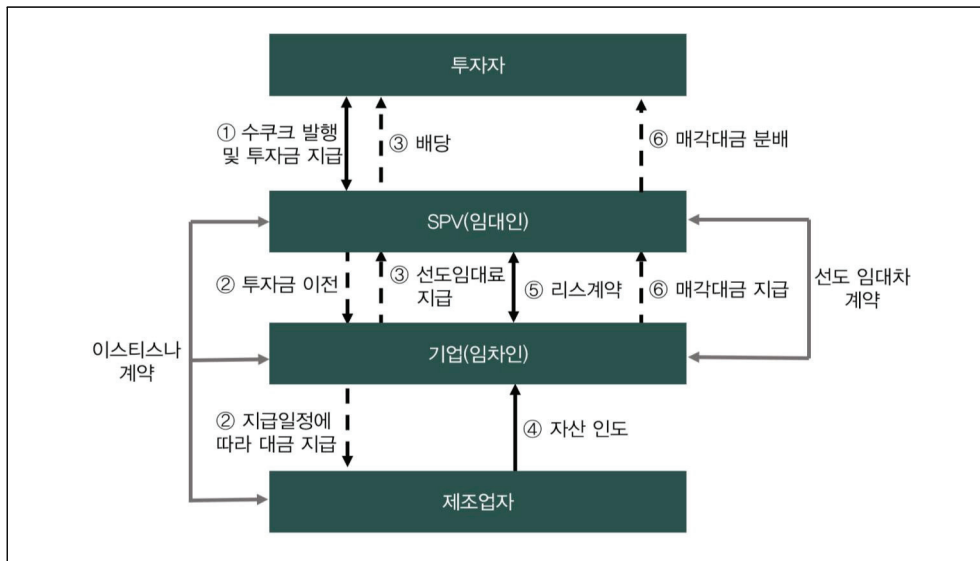 투자자
① 수쿠크 발행
및 투자금 지급
③ 배당
⑥ 매각대금 분배
SPV(임대인)
② 투자금 이전
③ 선도임대료
지급
⑤ 리스계약
⑥ 매각대금 지급
선도 임대차
계약
이스티스나
계약
기업(임차인)
② 지급일정에
따라 대금 지급
④ 자산 인도
제조업자